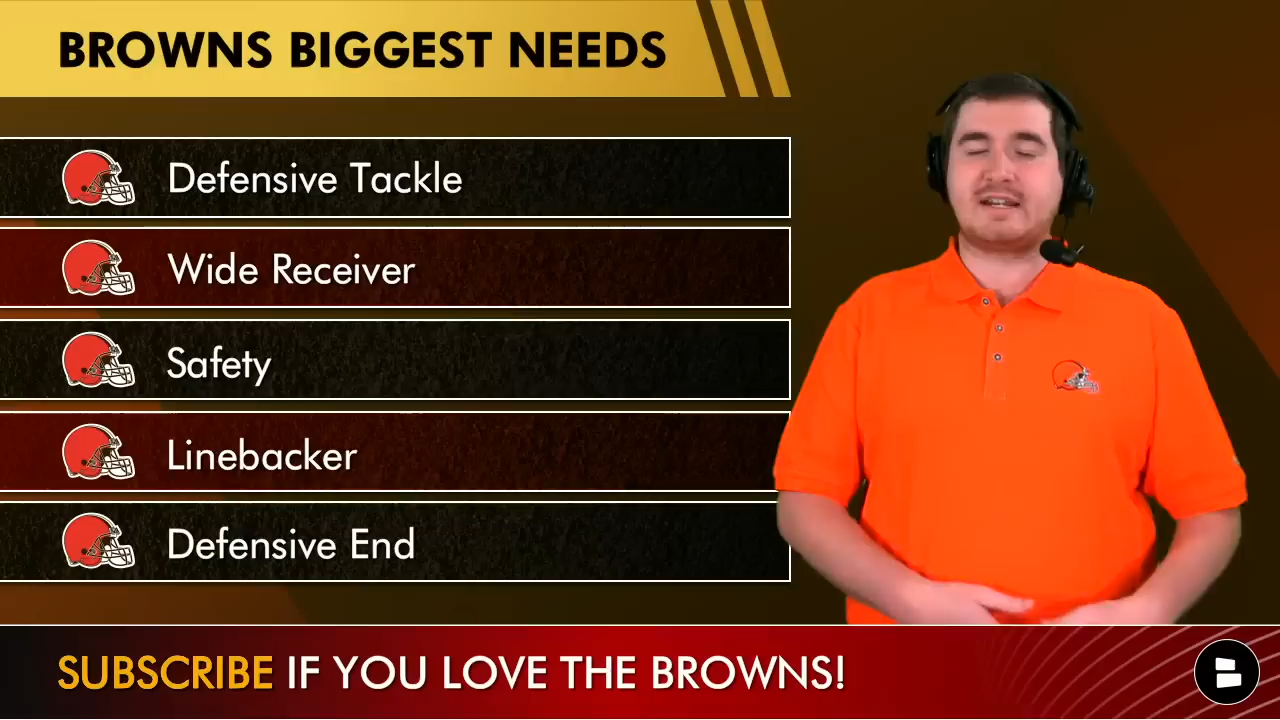 BROWNS BIGGEST NEEDS
Defensive Tackle
Wide Receiver
Safety
Linebacker
Defensive End
SUBSCRIBE IF YOU LOVE THE BROWNS!